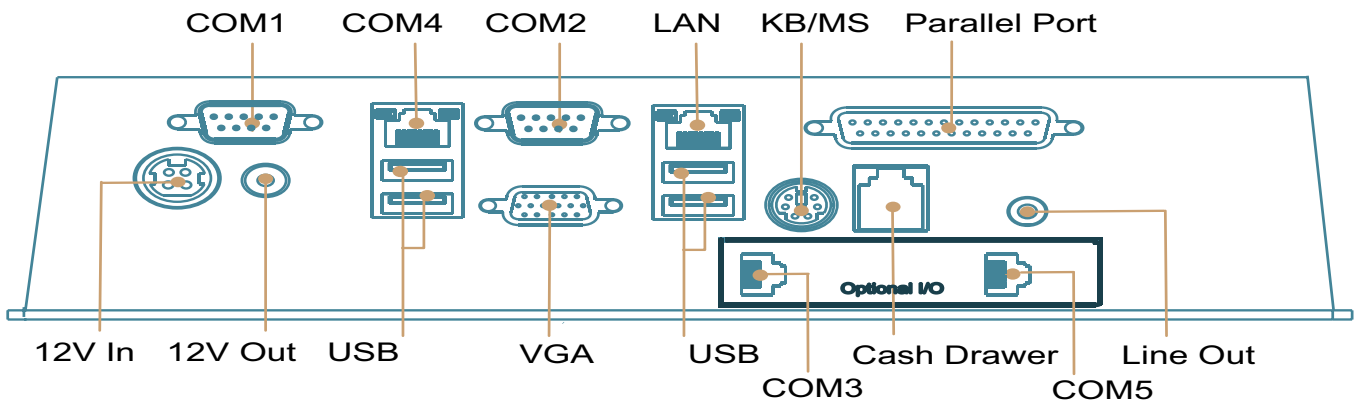 COM1 COM4 COM2 LAN KB/MS Parallel Port
Optional I/O
12V In 12V Out USB VGA USB Cash Drawer Line Out
COM3 COM5